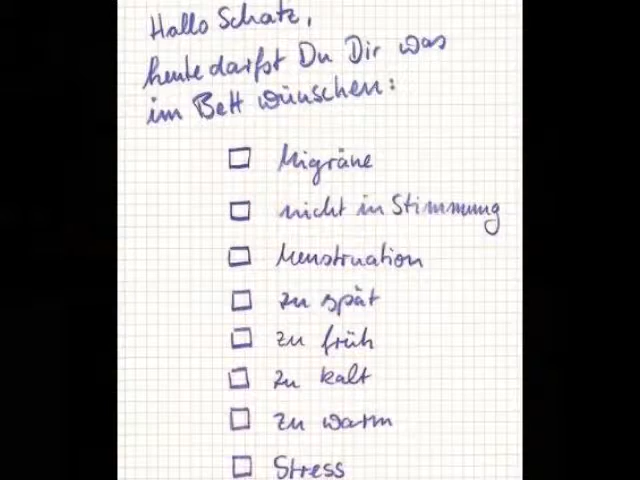 Hallo Schatz,
heute darfst Du Dir was
im Bett wünschen:
Migräne
nicht in Stimmung
Menstruation
zu spät
zu früh
zu kalt
zu warm
Stress